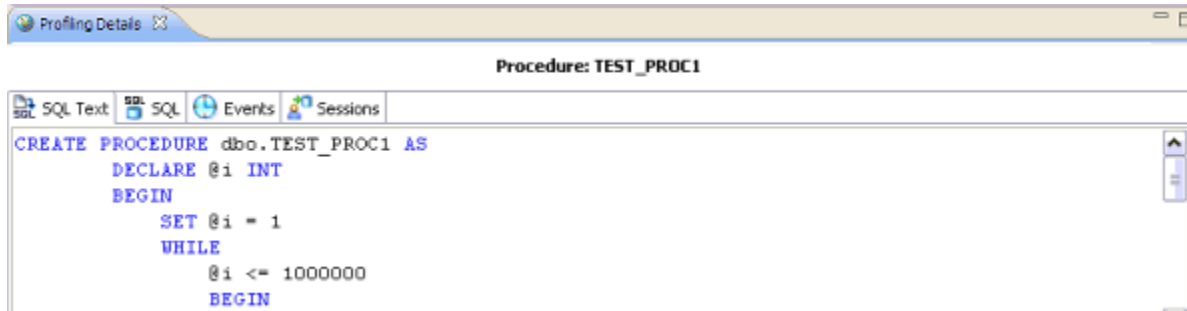 Profiling Details
Procedure: TEST_PROC1
SQL Text SQL Events Sessions
CREATE PROCEDURE dbo.TEST_PROC1 AS
DECLARE @i INT
BEGIN
SET @i = 1
WHILE
@i <= 1000000
BEGIN